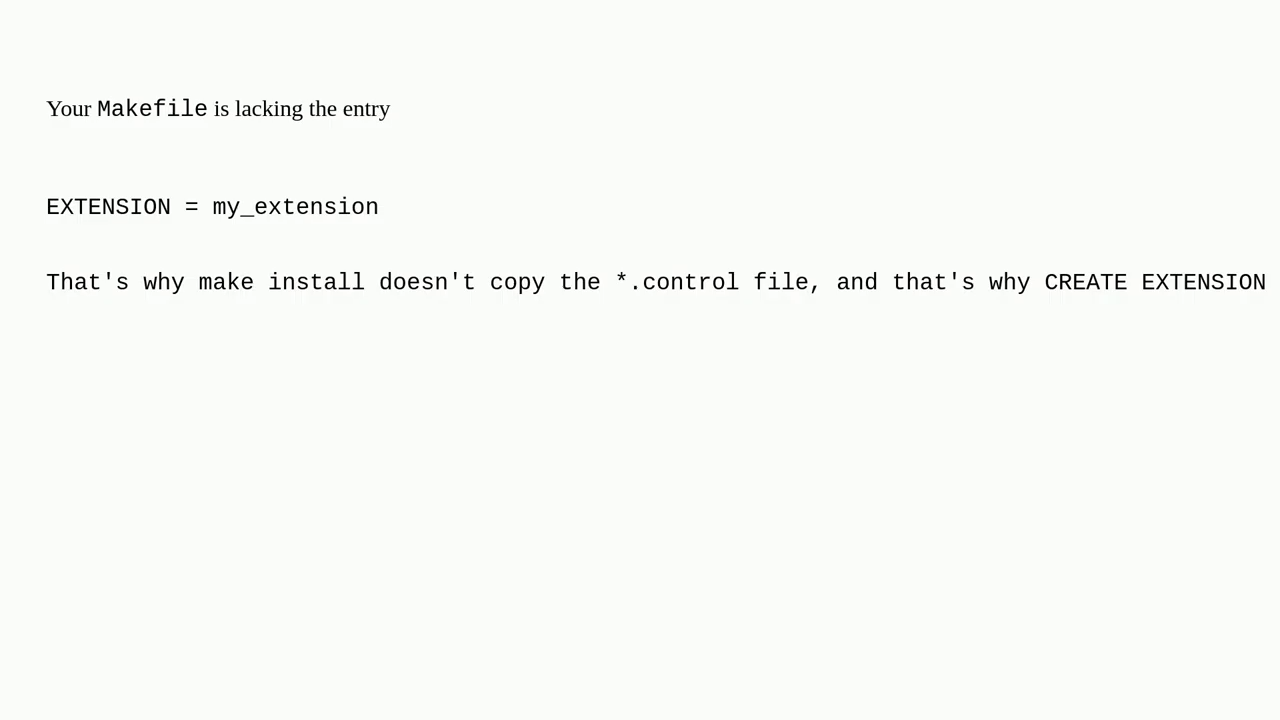 Your Makefile is lacking the entry
EXTENSION = my_extension
That's why make install doesn't copy the *.control file, and that's why CREATE EXTENSION